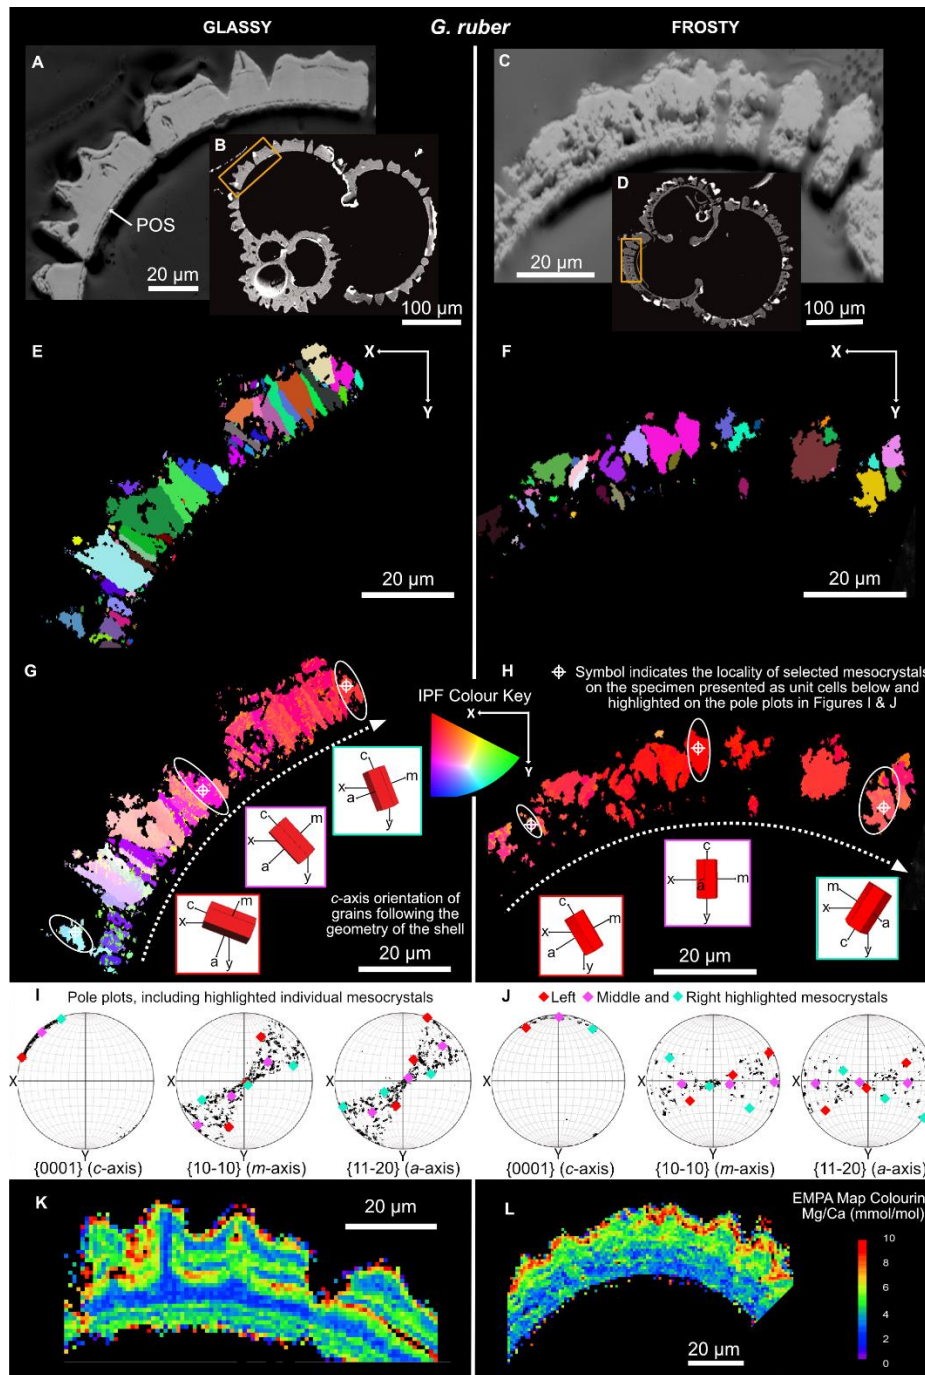 GLASSY
G. ruber
FROSTY
A
POS
20 µm
B
100 µm
C
20 µm
D
100 µm
E
X
Y
20 µm
F
X
Y
20 µm
G
IPF Colour Key
X
Y
c
m
x
a
y
c
m
x
a
y
c
m
x
a
y
c-axis orientation of
grains following the
geometry of the shell
20 µm
H
Symbol indicates the locality of selected mesocrystals
on the specimen presented as unit cells below and
highlighted on the pole plots in Figures I & J
c
x
a
m
y
c
x
a
m
y
m
x
a
c
y
20 µm
I
Pole plots, including highlighted individual mesocrystals
X
Y
{0001} (c-axis)
X
Y
{10-10} (m-axis)
X
Y
{11-20} (a-axis)
J
Left
Middle and
Right highlighted mesocrystals
X
Y
{0001} (c-axis)
X
Y
{10-10} (m-axis)
X
Y
{11-20} (a-axis)
K
20 µm
L
20 µm
EMPA Map Colourin
Mg/Ca (mmol/mol)
10
8
6
4
2
0